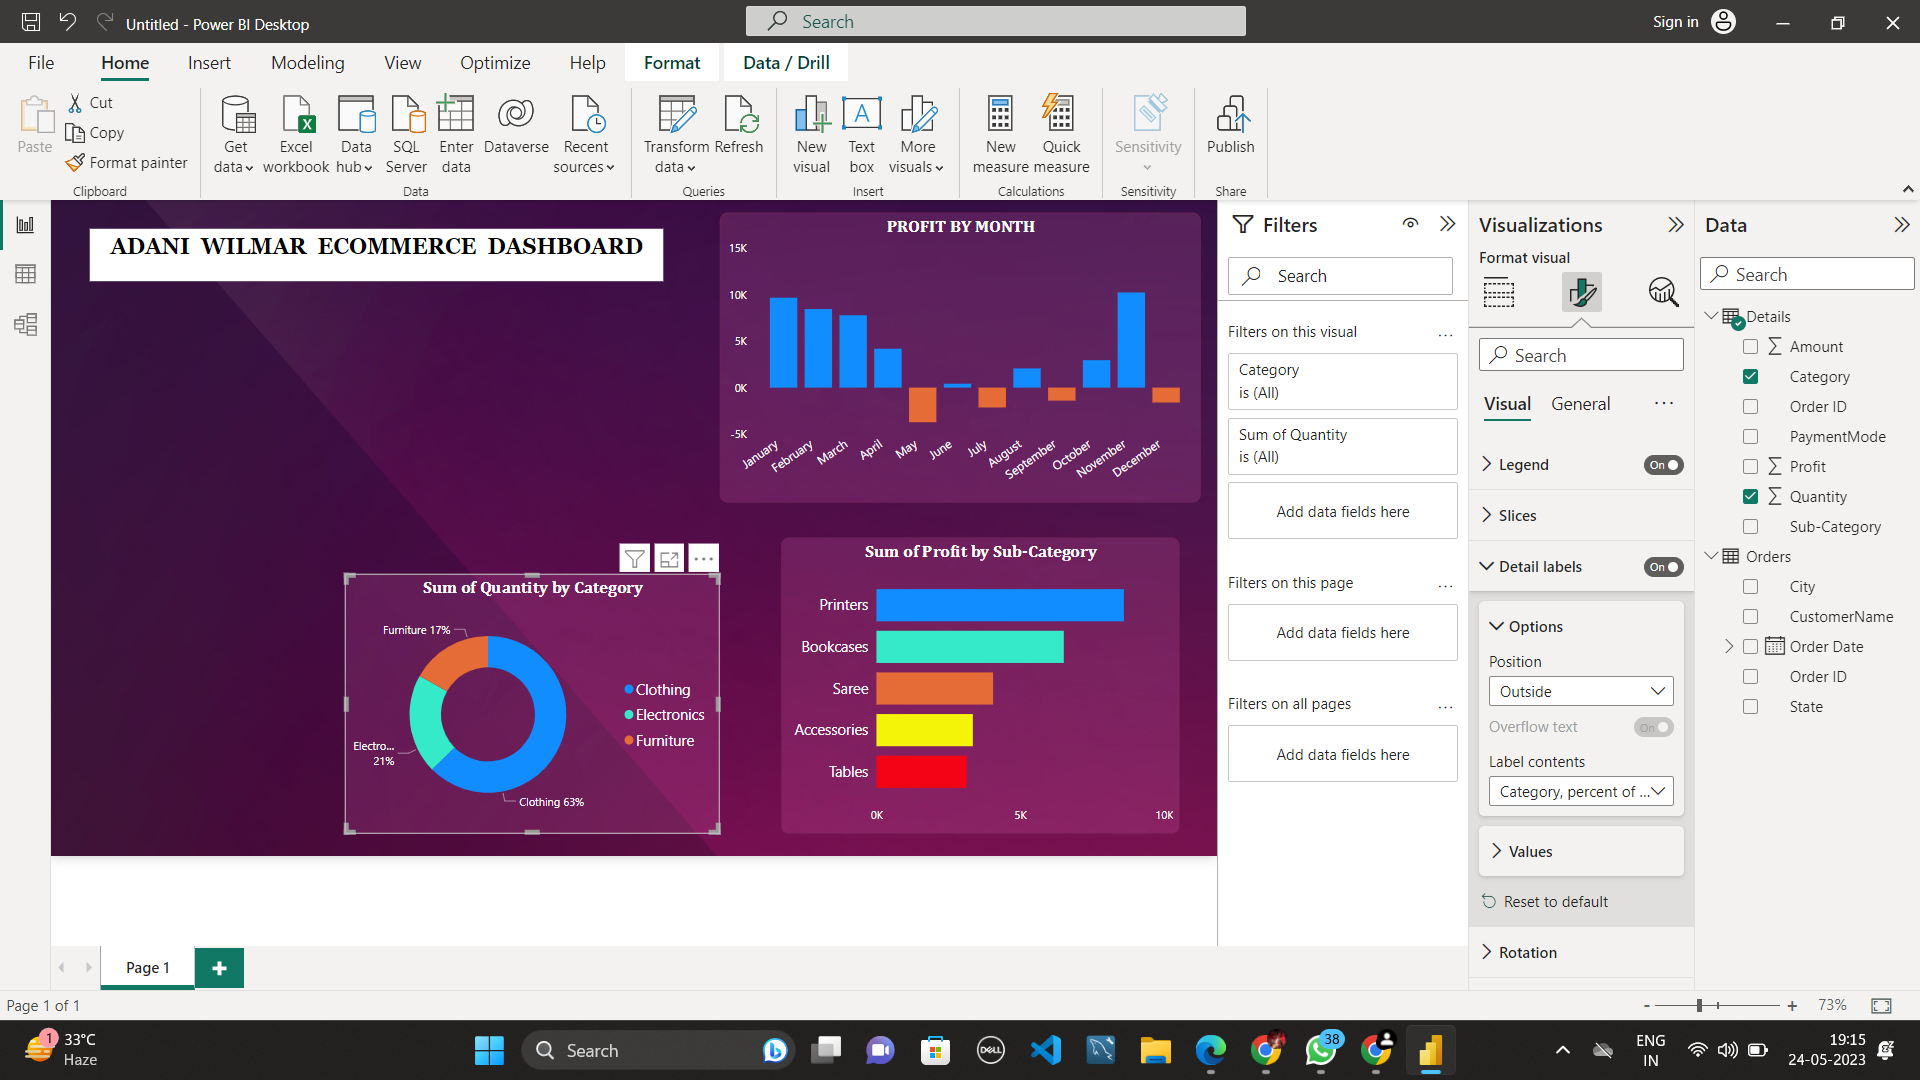 Untitled - Power BI Desktop
Search
Sign in
File
Home
Insert
Modeling
View
Optimize
Help
Format
Data / Drill
Paste
Cut
Copy
Format painter
Clipboard
Get data
Excel workbook
Data hub
SQL Server
Enter data
Dataverse
Recent sources
Data
Transform data
Refresh
Queries
New visual
Text box
More visuals
Insert
New measure
Quick measure
Calculations
Sensitivity
Sensitivity
Publish
Share
ADANI WILMAR ECOMMERCE DASHBOARD
PROFIT BY MONTH
15K
10K
5K
0K
-5K
January
February
March
April
May
June
July
August
September
October
November
December
Sum of Quantity by Category
Furniture 17%
Electro...
21%
Clothing 63%
Clothing
Electronics
Furniture
Sum of Profit by Sub-Category
Printers
Bookcases
Saree
Accessories
Tables
0K
5K
10K
Filters
Search
Filters on this visual
...
Category
is (All)
Sum of Quantity
is (All)
Add data fields here
Filters on this page
...
Add data fields here
Filters on all pages
...
Add data fields here
Visualizations
Format visual
Search
Visual
General
...
Legend
On
Slices
Detail labels
On
Options
Position
Outside
Overflow text
On
Label contents
Category, percent of ...
Values
Reset to default
Rotation
Data
Search
Details
Amount
Category
Order ID
PaymentMode
Profit
Quantity
Sub-Category
Orders
City
CustomerName
Order Date
Order ID
State
Page 1
Page 1 of 1
- + 73%
1
33°C
Haze
Search
DELL
38
ENG
IN
19:15
24-05-2023